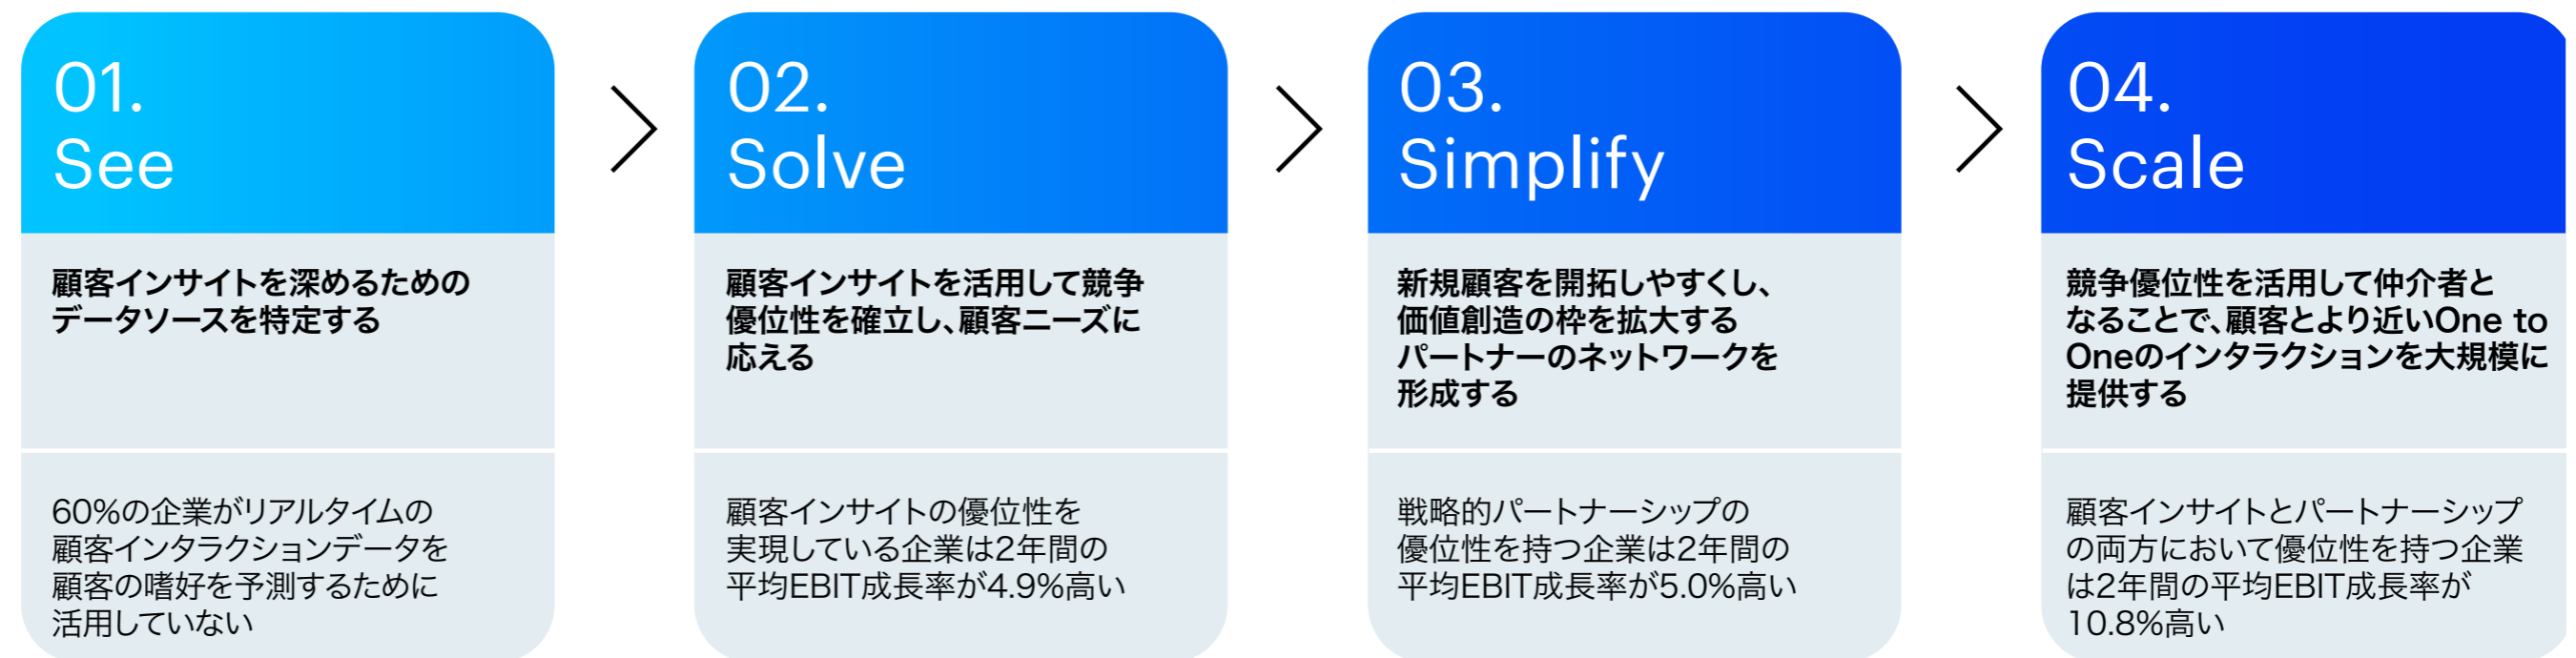 01.
See
顧客インサイトを深めるための
データソースを特定する
60%の企業がリアルタイムの
顧客インタラクションデータを
顧客の嗜好を予測するために
活用していない
02.
Solve
顧客インサイトを活用して競争
優位性を確立し、顧客ニーズに
応える
顧客インサイトの優位性を
実現している企業は2年間の
平均EBIT成長率が4.9%高い
03.
Simplify
新規顧客を開拓しやすくし、
価値創造の枠を拡大する
パートナーのネットワークを
形成する
戦略的パートナーシップの
優位性を持つ企業は2年間の
平均EBIT成長率が5.0%高い
04.
Scale
競争優位性を活用して仲介者と
なることで、顧客とより近いOne to
Oneのインタラクションを大規模に
提供する
顧客インサイトとパートナーシップ
の両方において優位性を持つ企業
は2年間の平均EBIT成長率が
10.8%高い